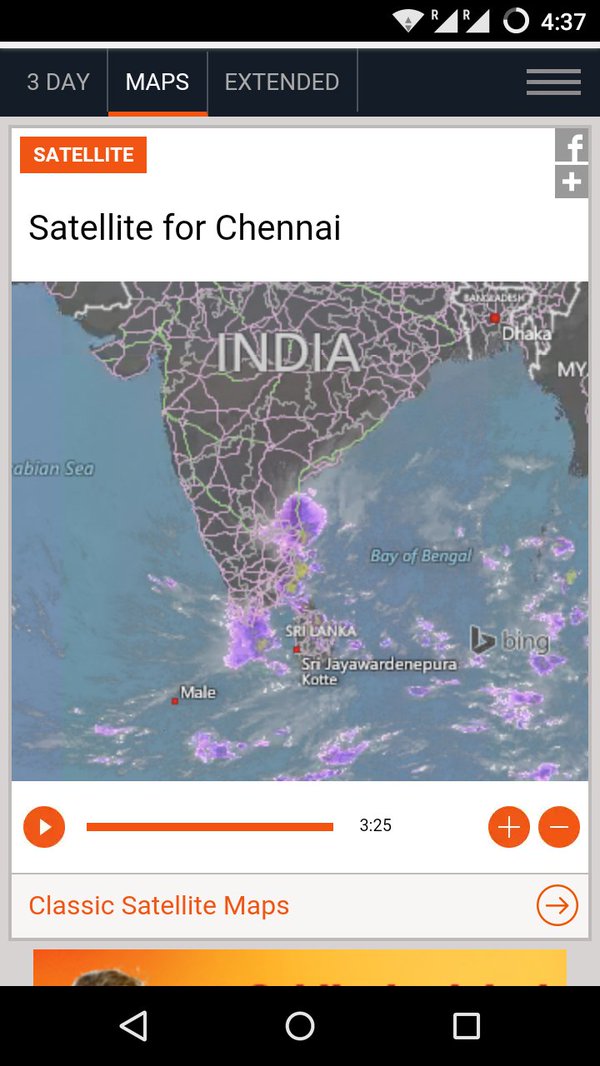 R R 4:37
3 DAY MAPS EXTENDED
SATELLITE
f
+
Satellite for Chennai
BANGLADESH
Dhaka
INDIA
MY
abian Sea
Bay of Bengal
SRI LANKA
bing
Sri Jayawardenepura
Kotte
Male
3:25
Classic Satellite Maps